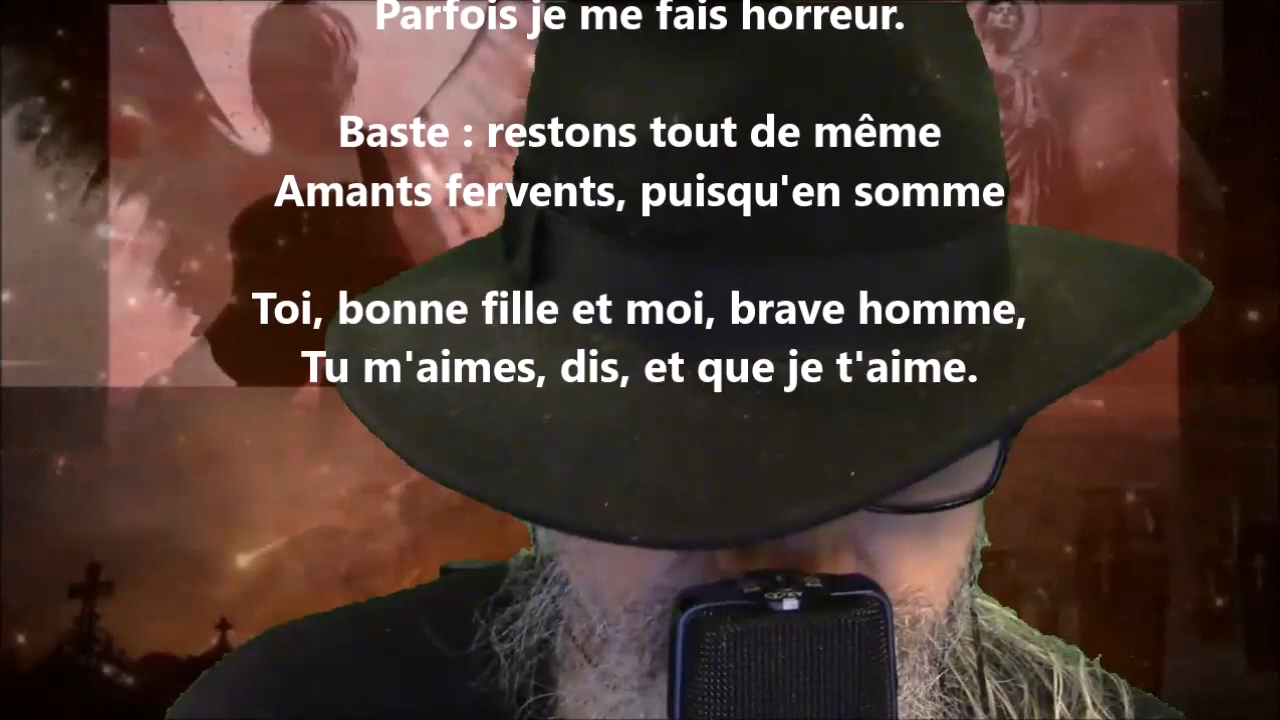 Parfois je me fais horreur.
Baste : restons tout de même
Amants fervents, puisqu'en somme
Toi, bonne fille et moi, brave homme,
Tu m'aimes, dis, et que je t'aime.